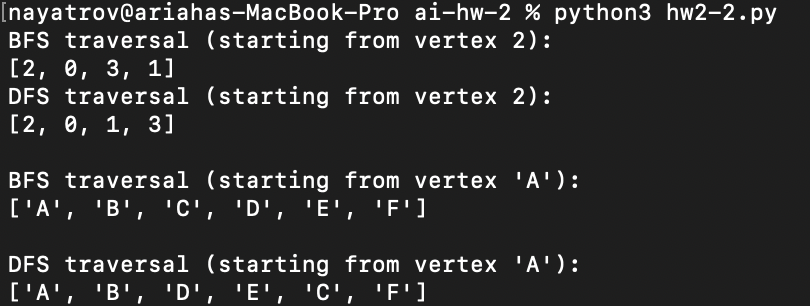 [nayatrov@ariahas-MacBook-Pro ai-hw-2 % python3 hw2-2.py
BFS traversal (starting from vertex 2):
[2, 0, 3, 1]
DFS traversal (starting from vertex 2):
[2, 0, 1, 3]
BFS traversal (starting from vertex 'A'):
['A', 'B', 'C', 'D', 'E', 'F']
DFS traversal (starting from vertex 'A'):
['A', 'B', 'D', 'E', 'C', 'F']